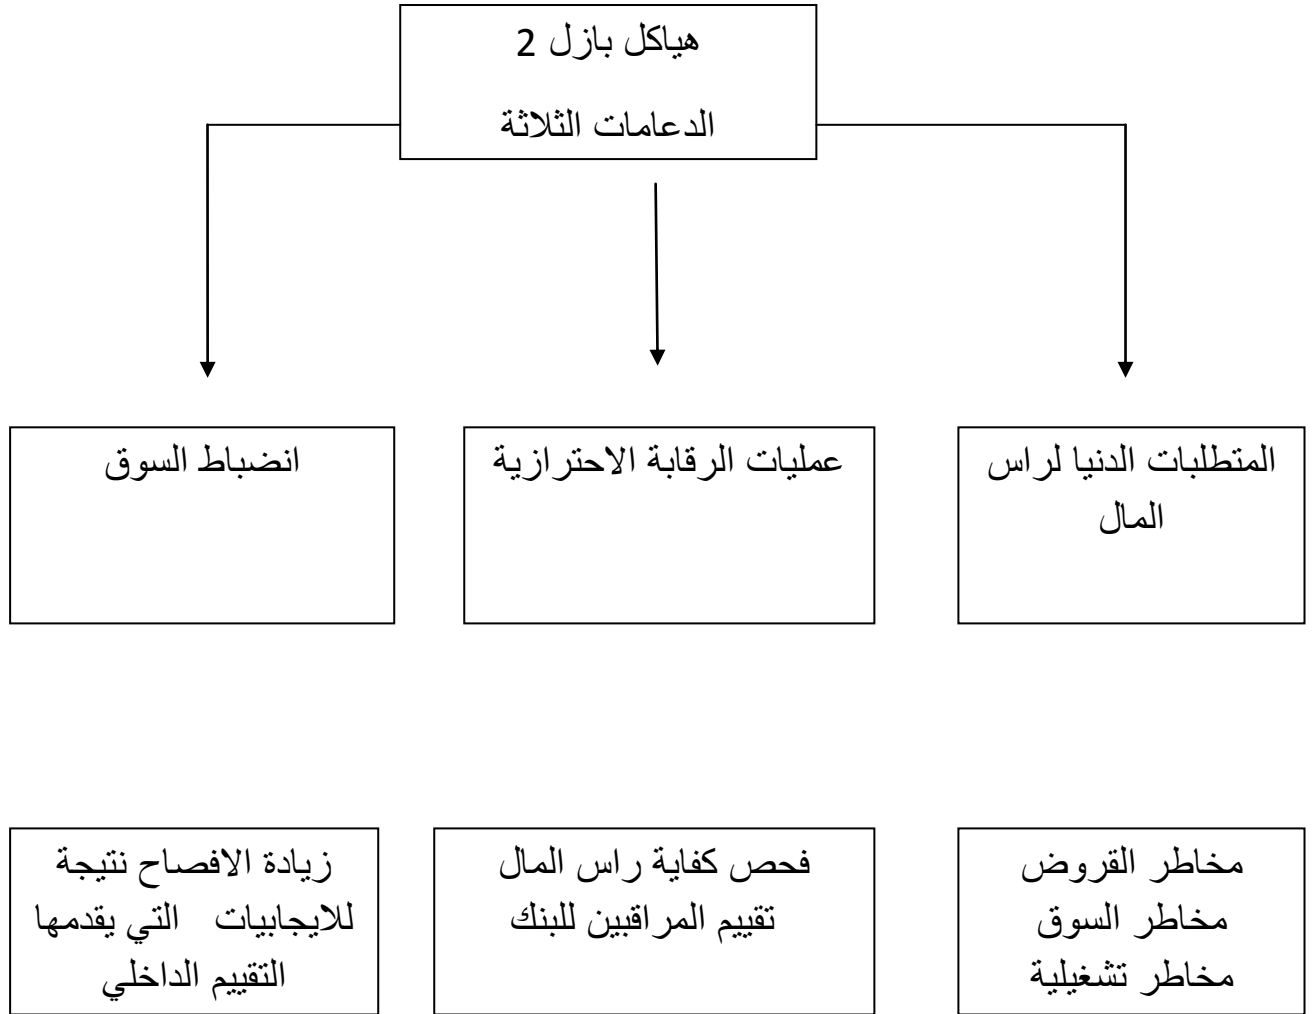 هياكل بازل 2
الدعامات الثلاثة
المتطلبات الدنيا لراس
المال
عمليات الرقابة الاحترازية
انضباط السوق
مخاطر القروض
مخاطر السوق
مخاطر تشغيلية
فحص كفاية راس المال
تقييم المراقبين للبنك
زيادة الافصاح نتيجة
للايجابيات التي يقدمها
التقييم الداخلي